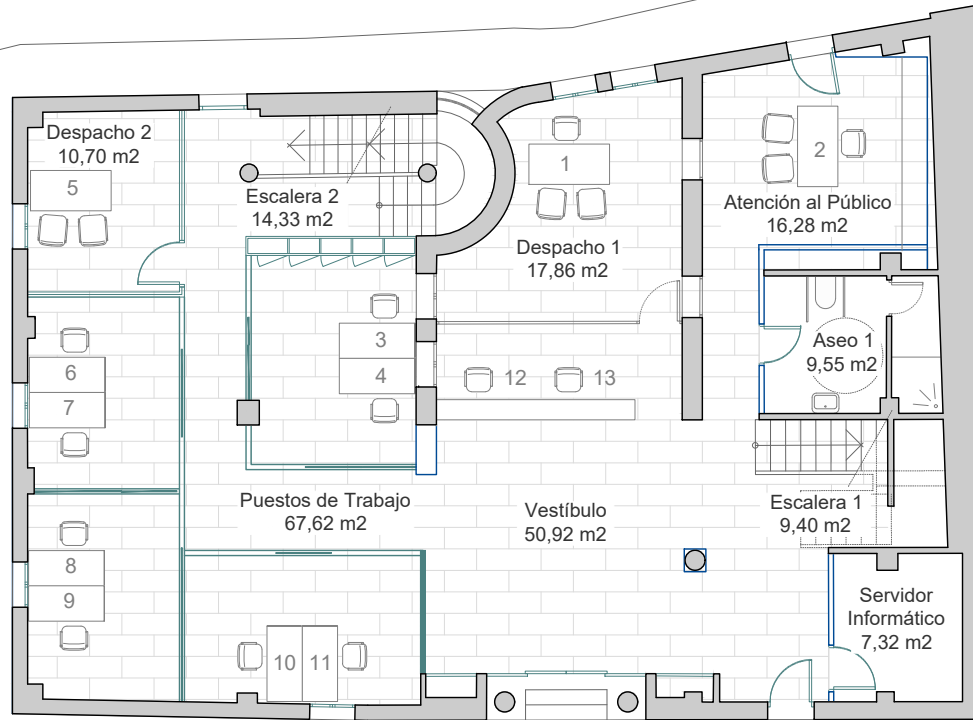 Despacho 2
10,70 m2
5
Escalera 2
14,33 m2
1
Despacho 1
17,86 m2
2
Atención al Público
16,28 m2
3
4
6
7
12
13
Aseo 1
9,55 m2
Puestos de Trabajo
67,62 m2
Vestíbulo
50,92 m2
Escalera 1
9,40 m2
8
9
10
11
Servidor
Informático
7,32 m2